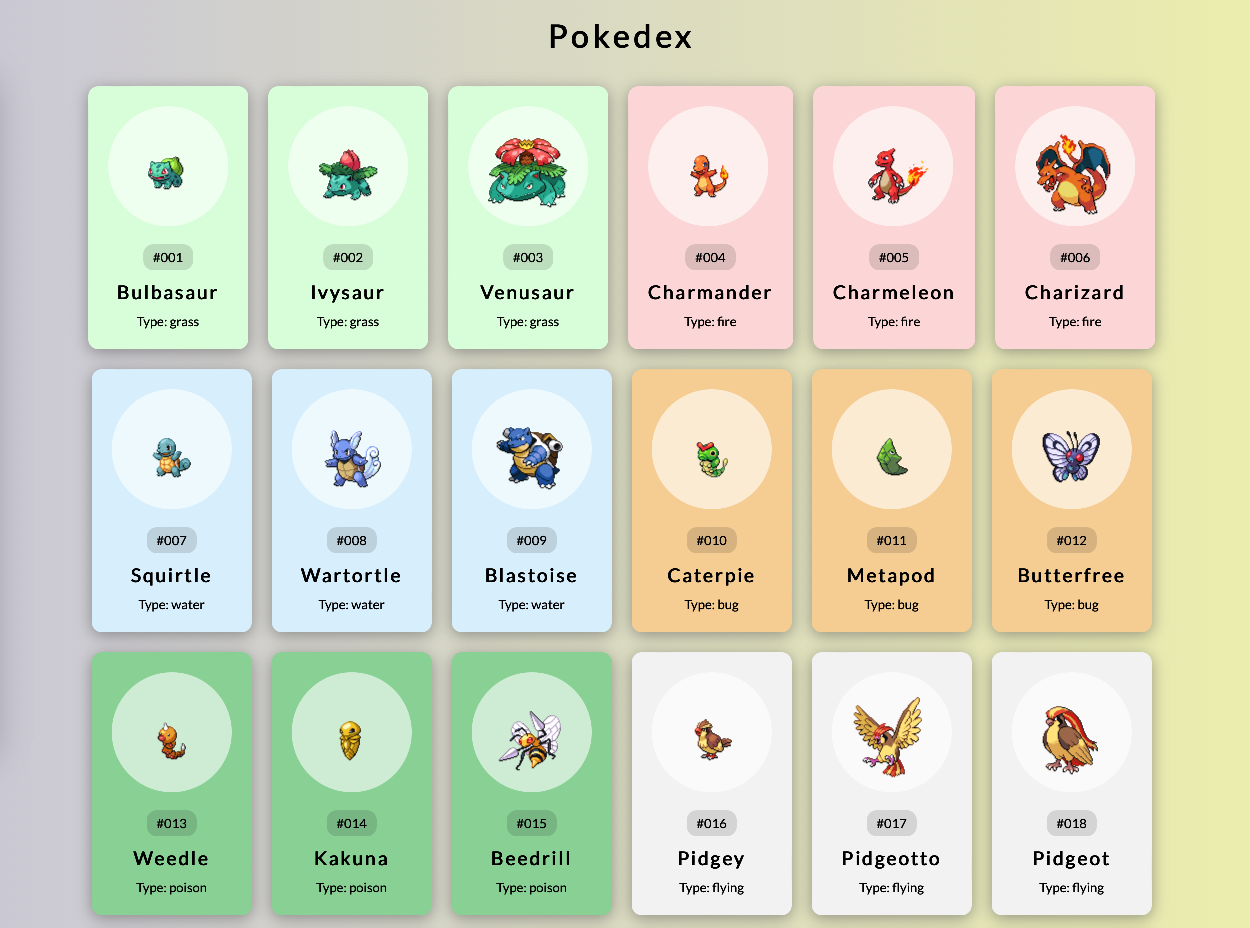 Pokedex
#001 #002 #003 #004 #005 #006
Bulbasaur Ivysaur Venusaur Charmander Charmeleon Charizard
Type: grass Type: grass Type: grass Type: fire Type: fire Type: fire
#007 #008 #009 #010 #011 #012
Squirtle Wartortle Blastoise Caterpie Metapod Butterfree
Type: water Type: water Type: water Type: bug Type: bug Type: bug
#013 #014 #015 #016 #017 #018
Weedle Kakuna Beedrill Pidgey Pidgeotto Pidgeot
Type: poison Type: poison Type: poison Type: flying Type: flying Type: flying